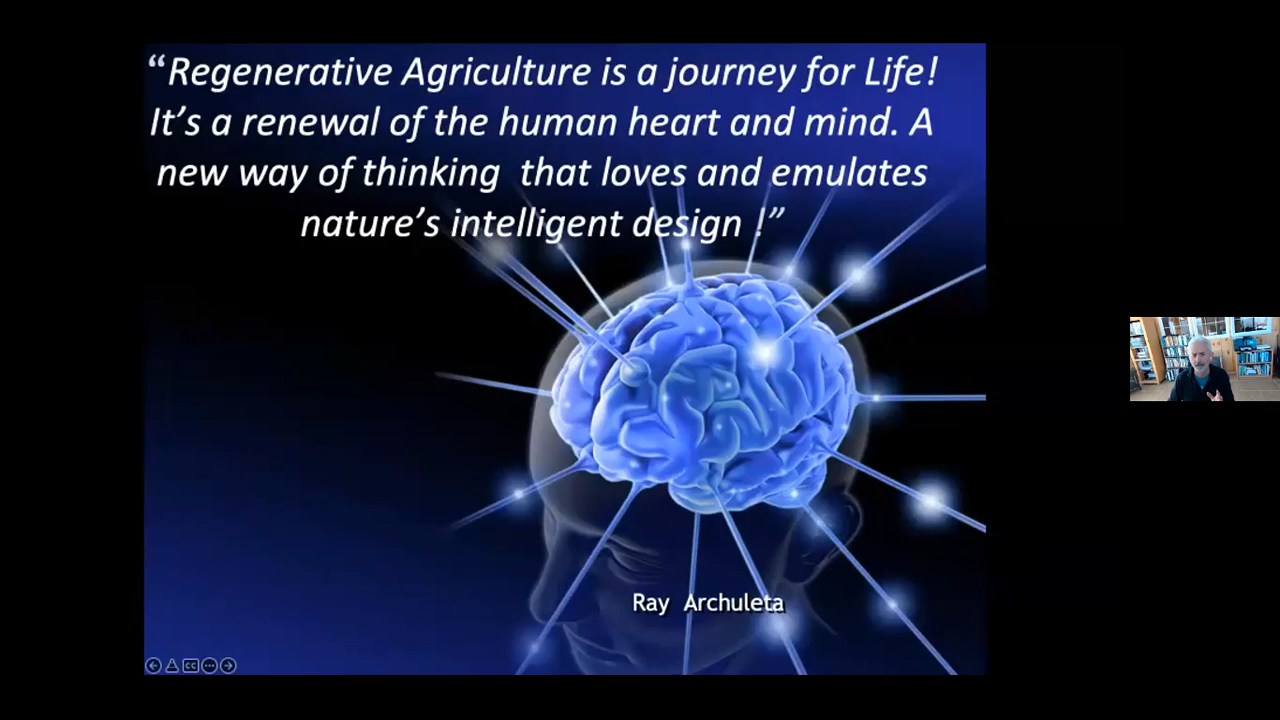 “Regenerative Agriculture is a journey for Life!
It’s a renewal of the human heart and mind. A
new way of thinking  that loves and emulates
nature’s intelligent design !”
Ray  Archuleta
CC